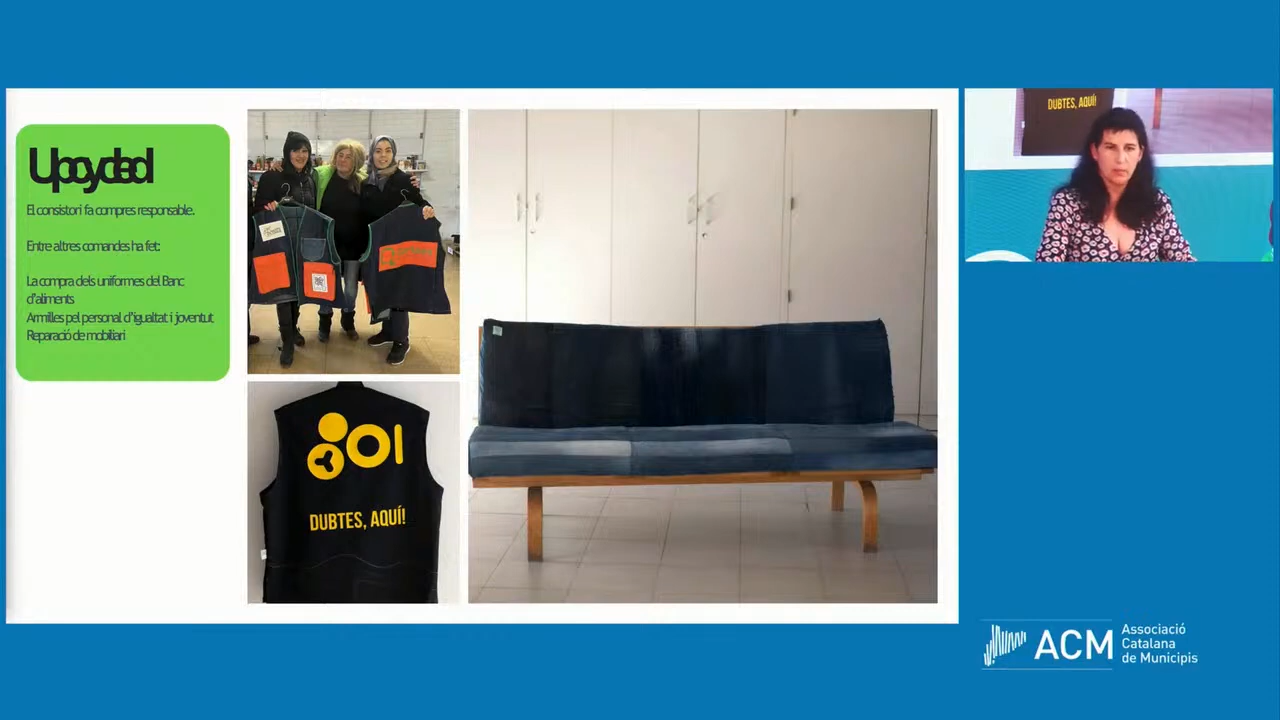 Upcycled
El consistori fa compres responsable.
Entre altres comandes ha fet:
La compra dels uniformes del Banc
d'aliments
Armilles pel personal d'igualtat i joventut
Reparació de mobiliari
DUBTES, AQUÍ!
DUBTES, AQUÍ!
ACM
Associació
Catalana
de Municipis